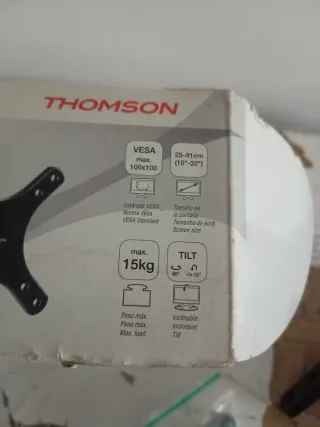 THOMSON
VESA
max.
100x100
25-81cm
(10"-32")
Estándar VESA
Norma VESA
VESA Standard
Tamaño de
la pantalla
Tamanho do ecrã
Screen size
max.
15kg
TILT
Peso máx.
Peso máx.
Max. load
Inclinable
Inclinável
Tilt